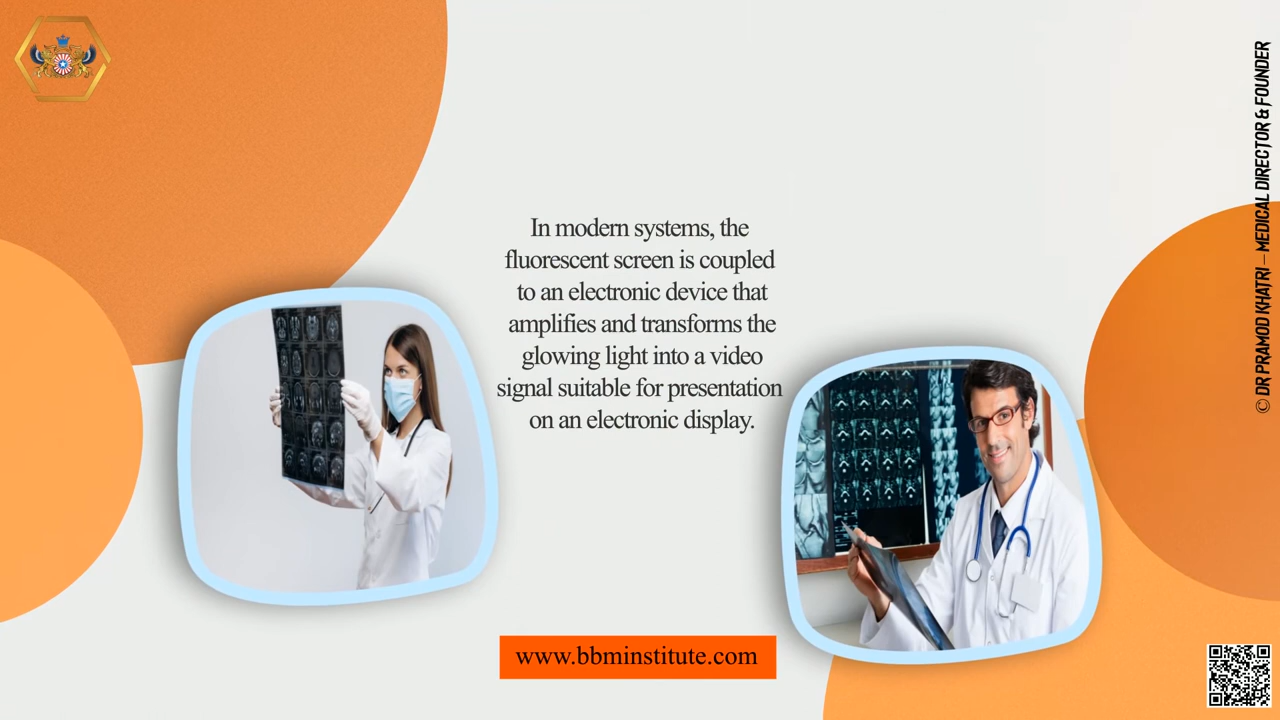 In modern systems, the
fluorescent screen is coupled
to an electronic device that
amplifies and transforms the
glowing light into a video
signal suitable for presentation
on an electronic display.
www.bbminstitute.com
© DR PRAMOD KHATRI – MEDICAL DIRECTOR & FOUNDER